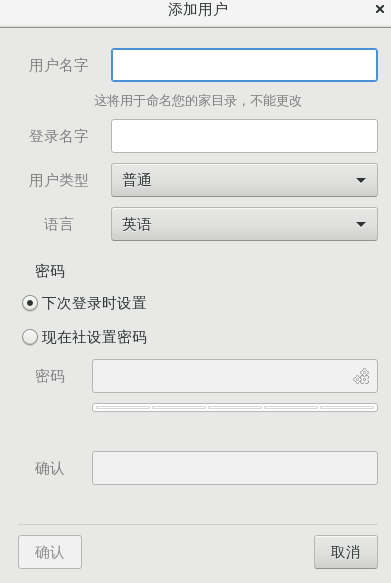 添加用户
用户名字
这将用于命名您的家目录，不能更改
登录名字
用户类型 普通
语言 英语
密码
下次登录时设置
现在社设置密码
密码
确认
确认 取消